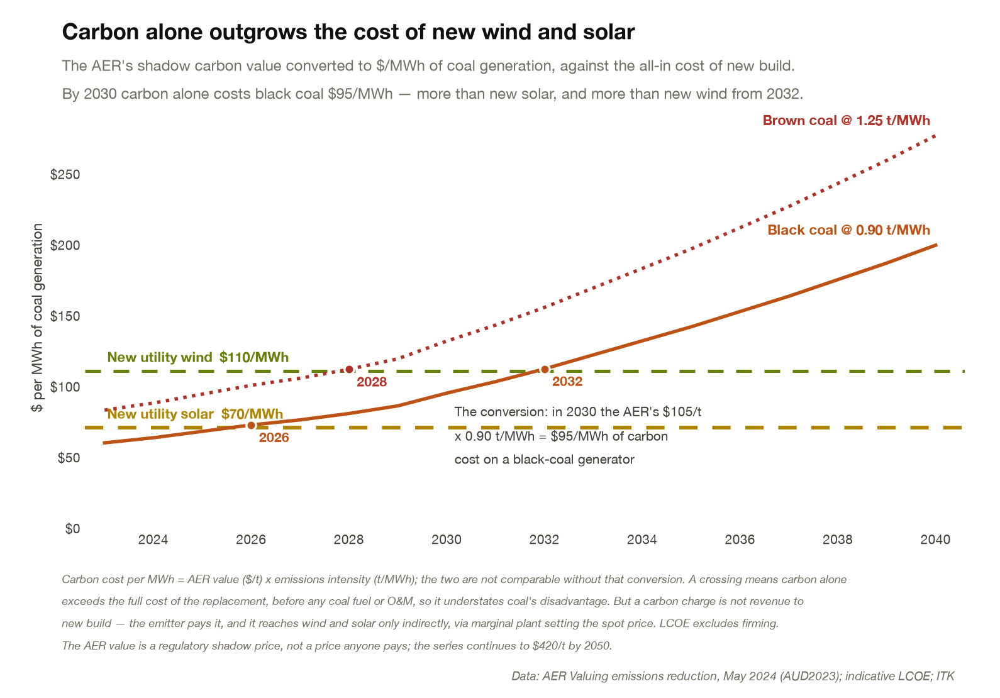 Carbon alone outgrows the cost of new wind and solar
The AER's shadow carbon value converted to $/MWh of coal generation, against the all-in cost of new build.
By 2030 carbon alone costs black coal $95/MWh — more than new solar, and more than new wind from 2032.
Brown coal @ 1.25 t/MWh
Black coal @ 0.90 t/MWh
$ per MWh of coal generation
$250
$200
$150
$100
$50
$0
New utility wind $110/MWh
2028
2032
New utility solar $70/MWh
2026
The conversion: in 2030 the AER's $105/t
x 0.90 t/MWh = $95/MWh of carbon
cost on a black-coal generator
2024 2026 2028 2030 2032 2034 2036 2038 2040
Carbon cost per MWh = AER value ($/t) x emissions intensity (t/MWh); the two are not comparable without that conversion. A crossing means carbon alone
exceeds the full cost of the replacement, before any coal fuel or O&M, so it understates coal's disadvantage. But a carbon charge is not revenue to
new build — the emitter pays it, and it reaches wind and solar only indirectly, via marginal plant setting the spot price. LCOE excludes firming.
The AER value is a regulatory shadow price, not a price anyone pays; the series continues to $420/t by 2050.
Data: AER Valuing emissions reduction, May 2024 (AUD2023); indicative LCOE; ITK